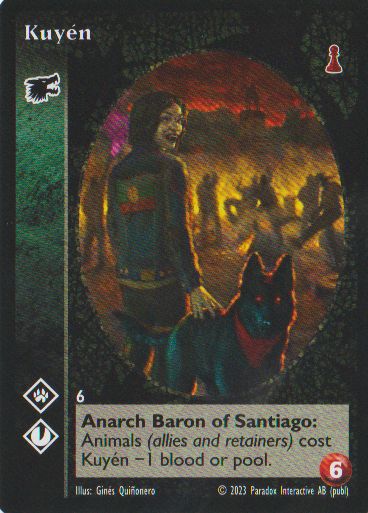 Kuyén
6
Anarch Baron of Santiago:
Animals (allies and retainers) cost
Kuyén −1 blood or pool.
6
Illus: Ginés Quiñonero © 2023 Paradox Interactive AB (publ)